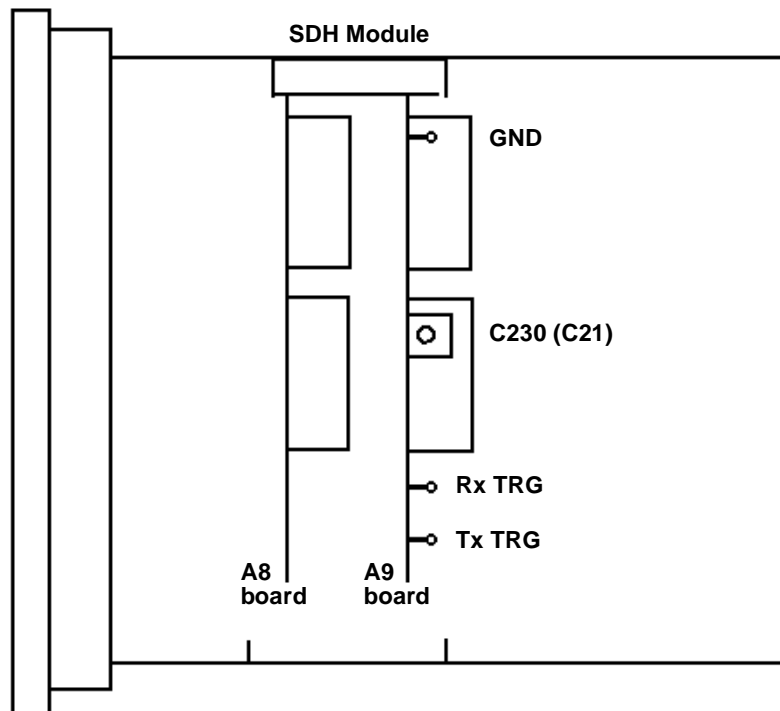 SDH Module
GND
C230 (C21)
Rx TRG
Tx TRG
A8
board
A9
board